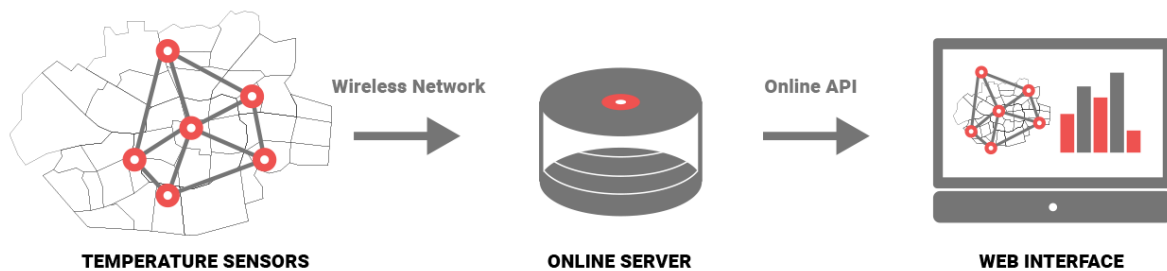 Wireless Network
Online API
TEMPERATURE SENSORS
ONLINE SERVER
WEB INTERFACE